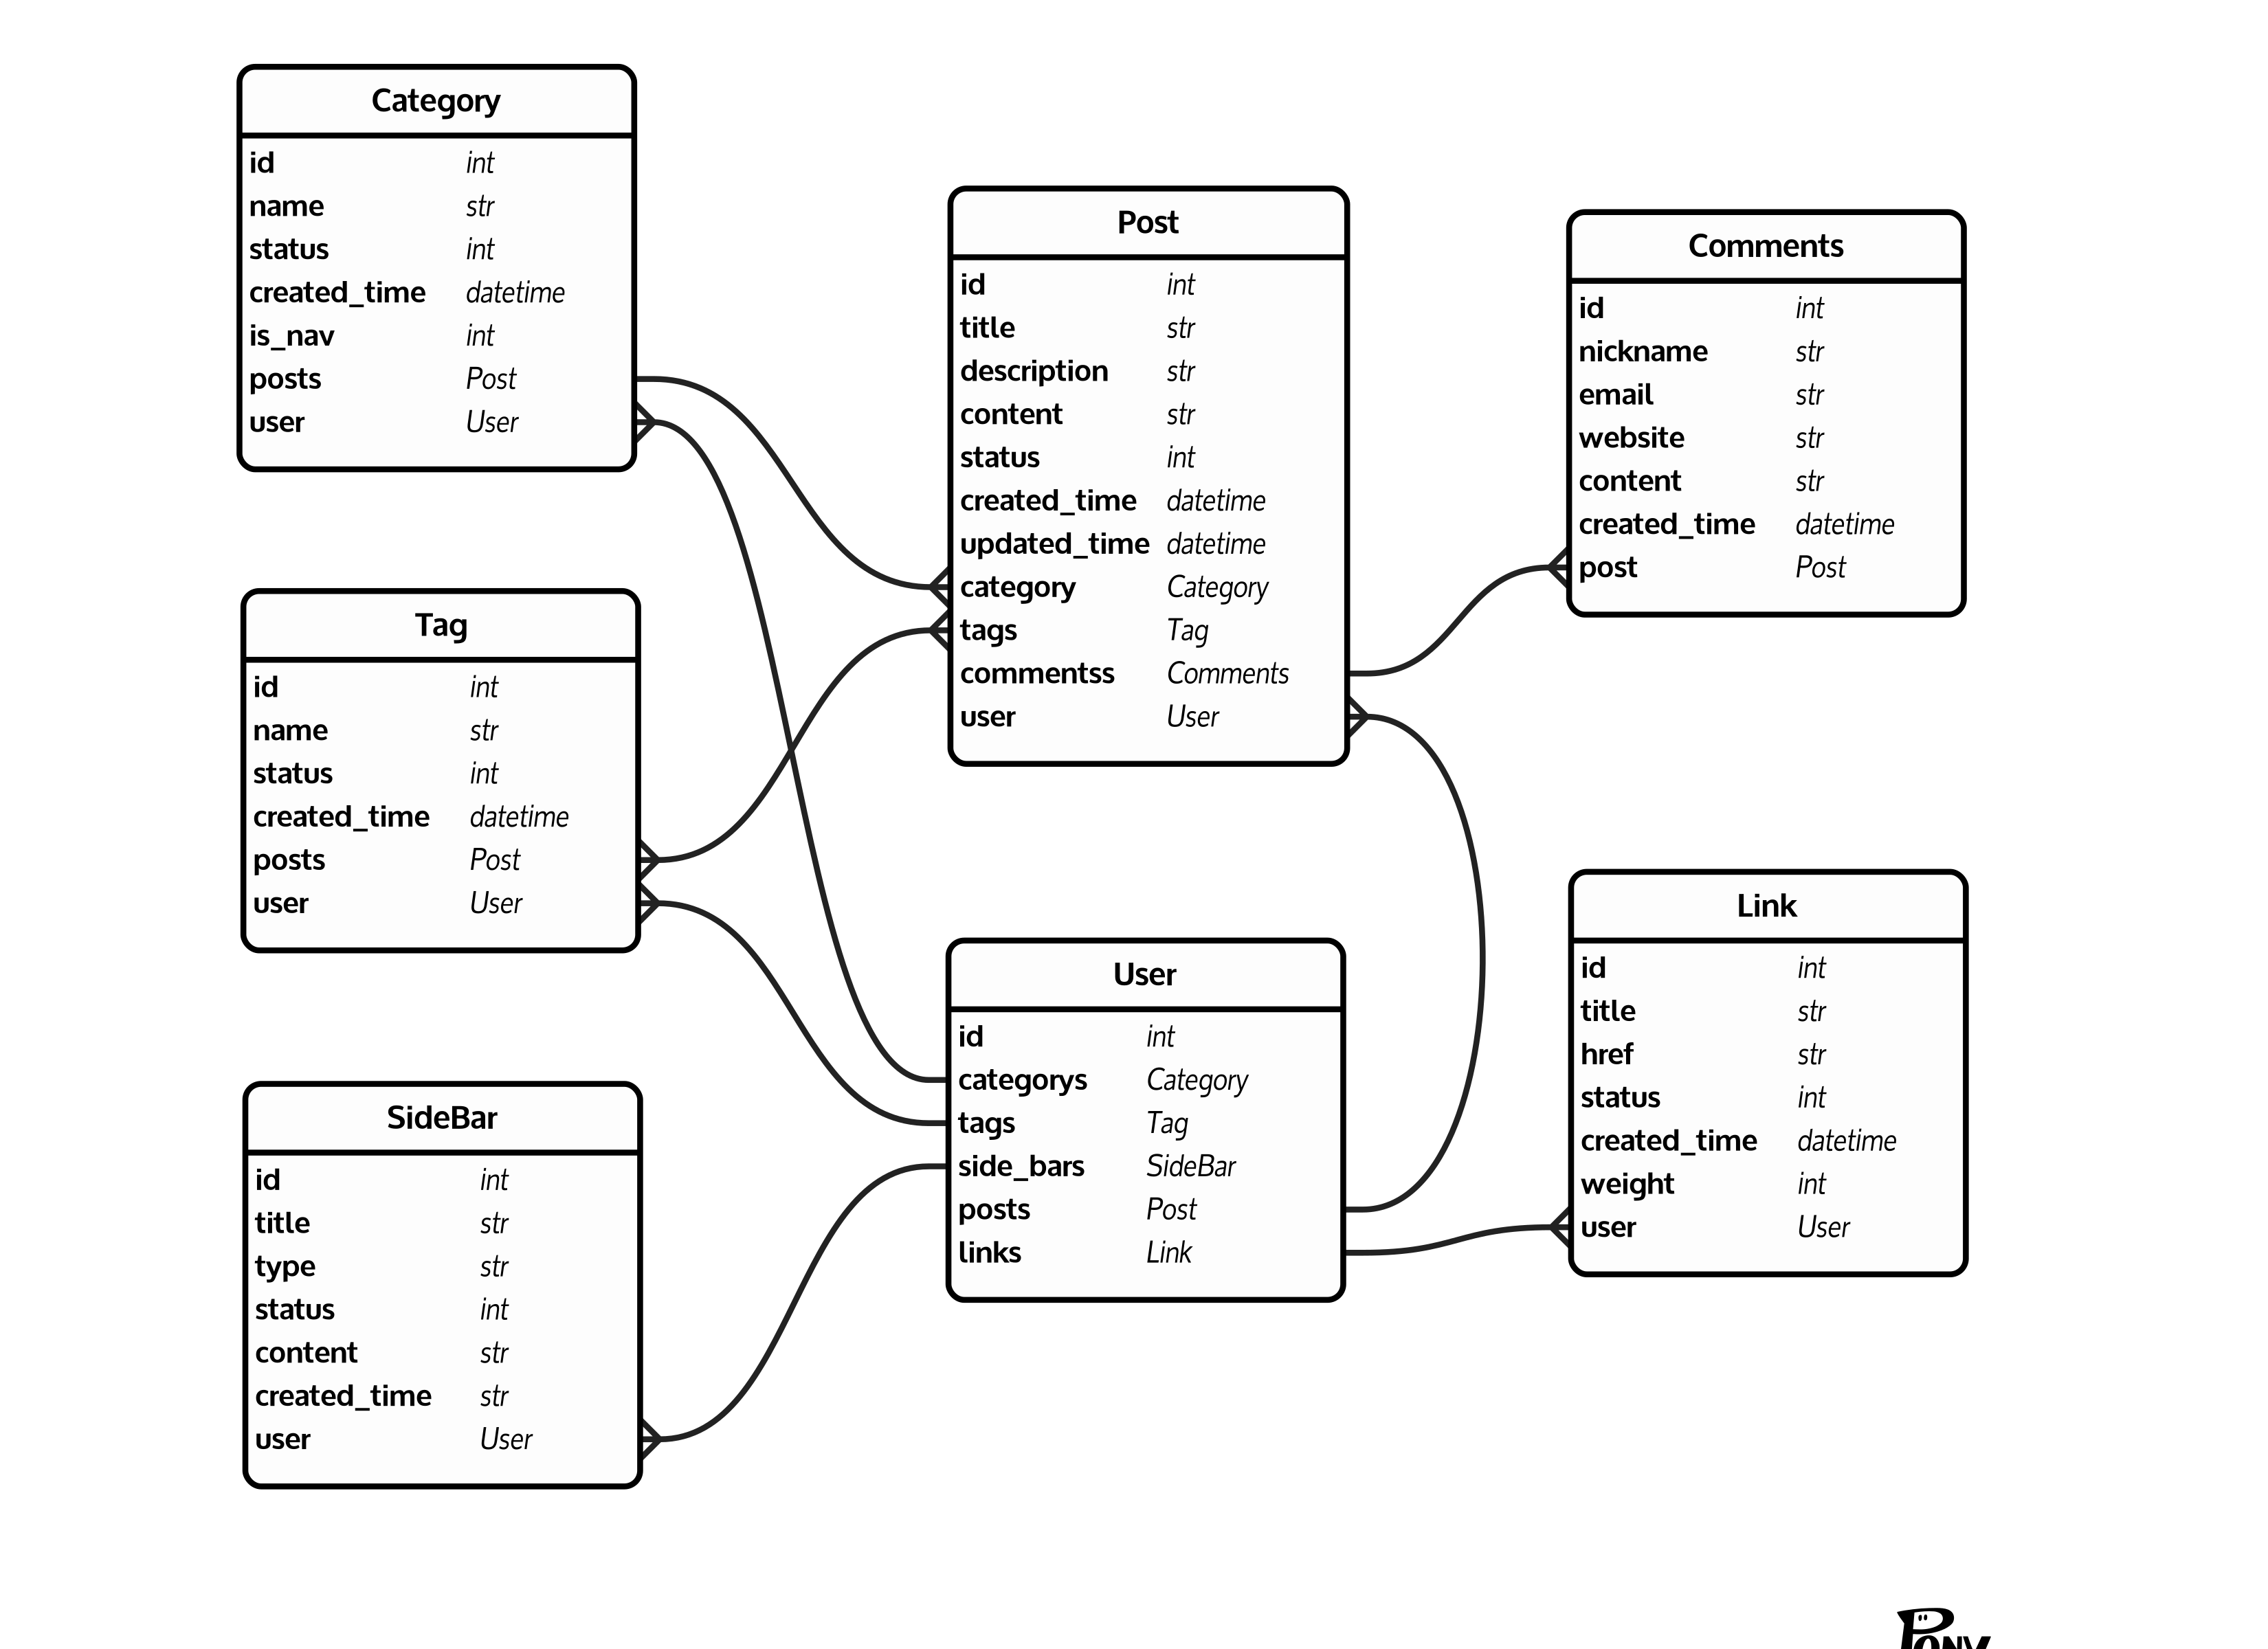 Category
id int
name str
status int
created_time datetime
is_nav int
posts Post
user User
Post
id int
title str
description str
content str
status int
created_time datetime
updated_time datetime
category Category
tags Tag
commentss Comments
user User
Comments
id int
nickname str
email str
website str
content str
created_time datetime
post Post
Tag
id int
name str
status int
created_time datetime
posts Post
user User
User
id int
categorys Category
tags Tag
side_bars SideBar
posts Post
links Link
Link
id int
title str
href str
status int
created_time datetime
weight int
user User
SideBar
id int
title str
type str
status int
content str
created_time str
user User
PONY